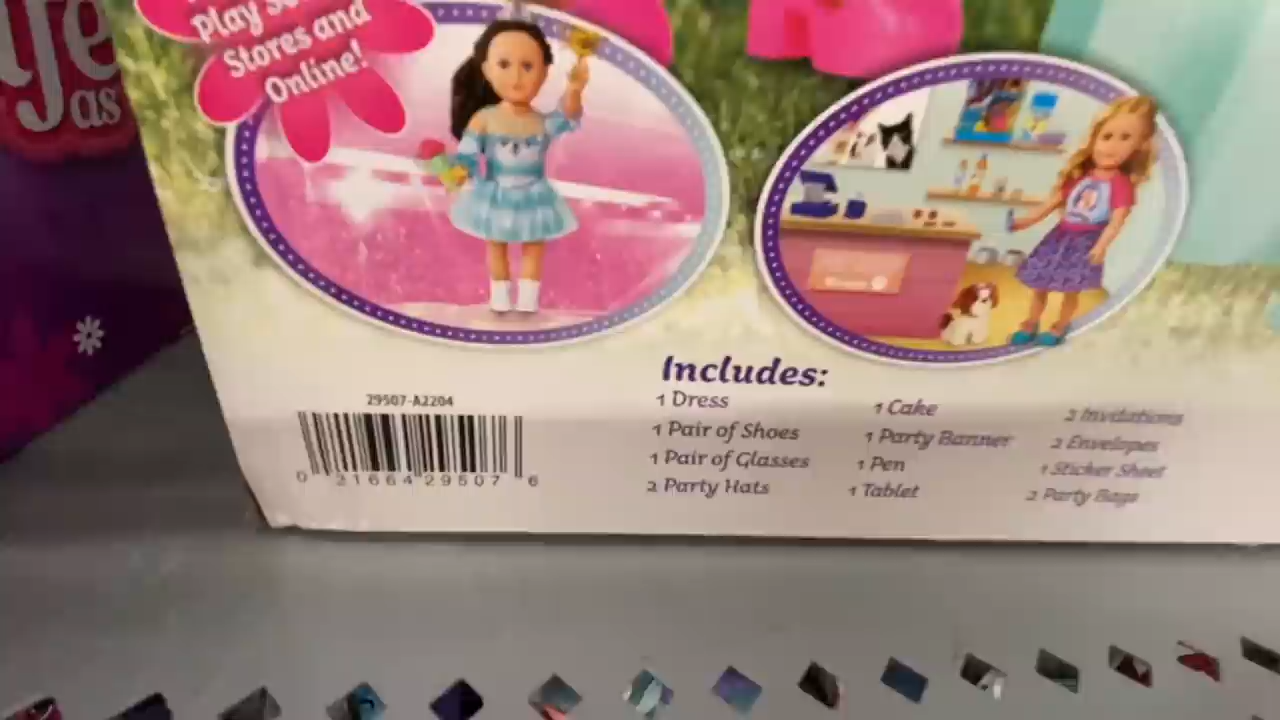 Play
Stores and
Online!
as
Includes:
1 Dress
1 Pair of Shoes
1 Pair of Glasses
2 Party Hats
1 Cake
1 Party Banner
1 Pen
1 Tablet
2 Invitations
2 Envelopes
1 Sticker Sheet
2 Party Bags
29507-A2204
0 21664 29507 6